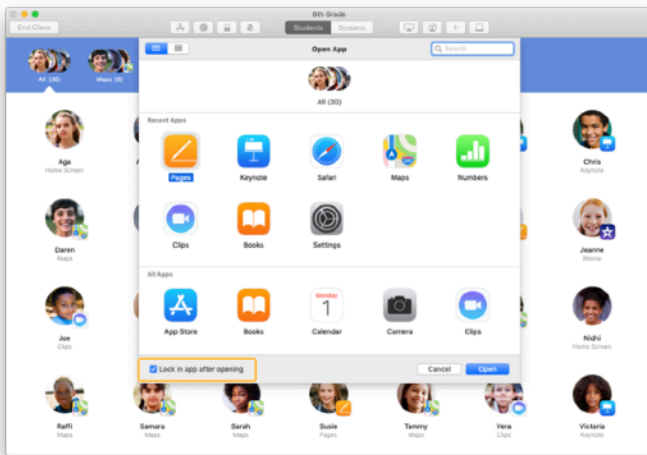 6th Grade
End Class
Students Screens
Open App
Search
All (30) Maps (9)
All (30)
Recent Apps
Pages Keynote Safari Maps Numbers
Clips Books Settings
All Apps
Monday
1
App Store Books Calendar Camera Clips
Lock in app after opening
Cancel Open
Aga
Home Screen
Chris
Keynote
Daren
Maps
Jeanne
iMovie
Joe
Clips
Nidhi
Home Screen
Raffi Samara Sarah Susie Tammy Vera Victoria
Maps Maps Maps Pages Maps Clips Keynote